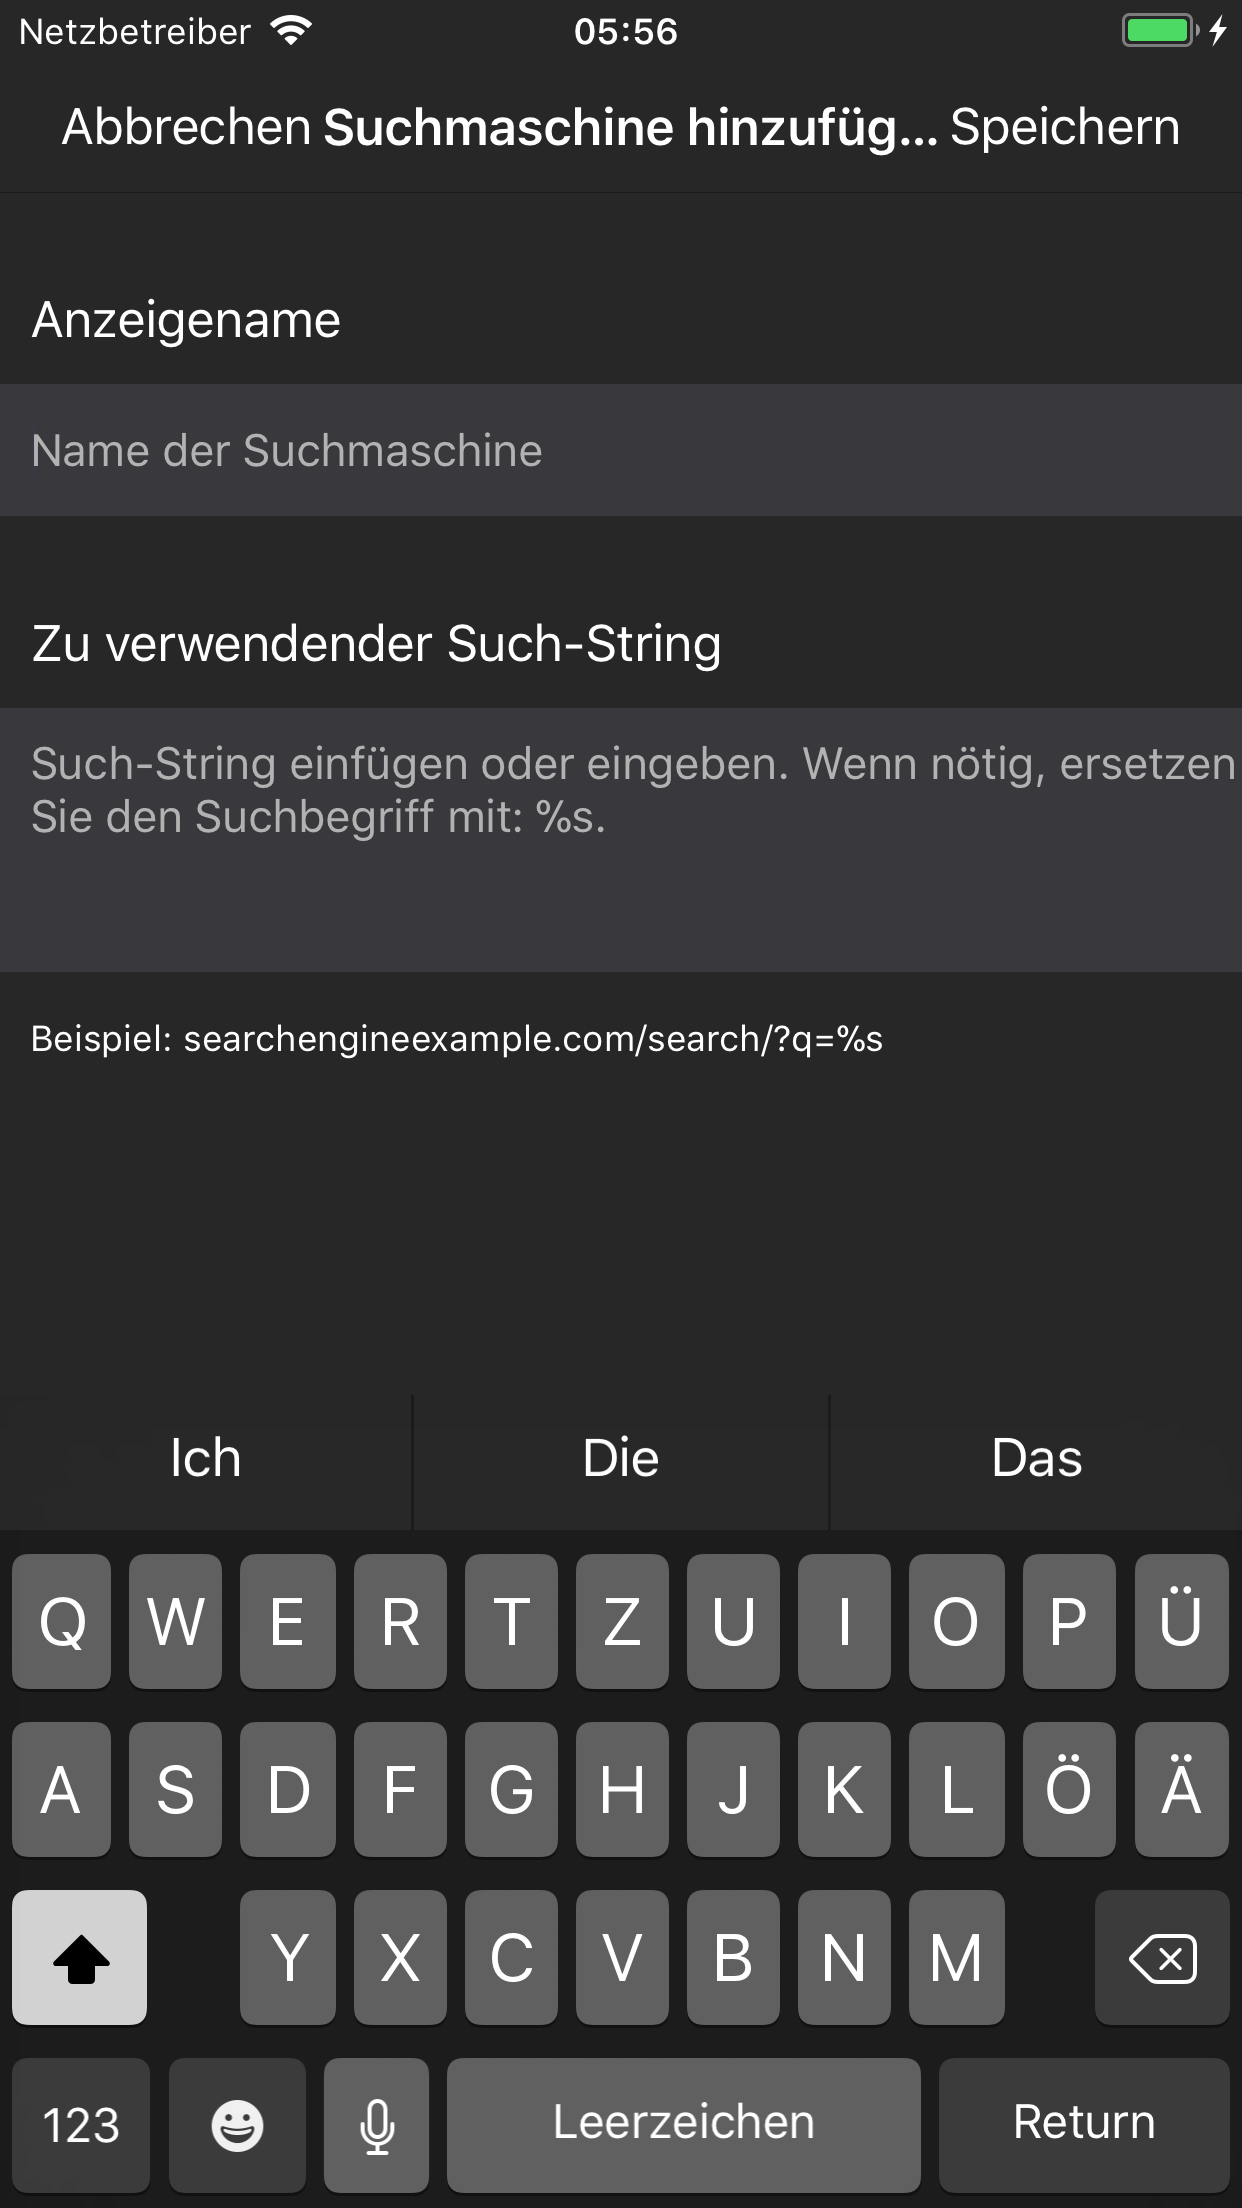 Netzbetreiber 05:56
Abbrechen Suchmaschine hinzufüg... Speichern
Anzeigename
Name der Suchmaschine
Zu verwendender Such-String
Such-String einfügen oder eingeben. Wenn nötig, ersetzen
Sie den Suchbegriff mit: %s.
Beispiel: searchengineexample.com/search/?q=%s
Ich Die Das
Q W E R T Z U I O P Ü
A S D F G H J K L Ö Ä
Y X C V B N M
123 Leerzeichen Return